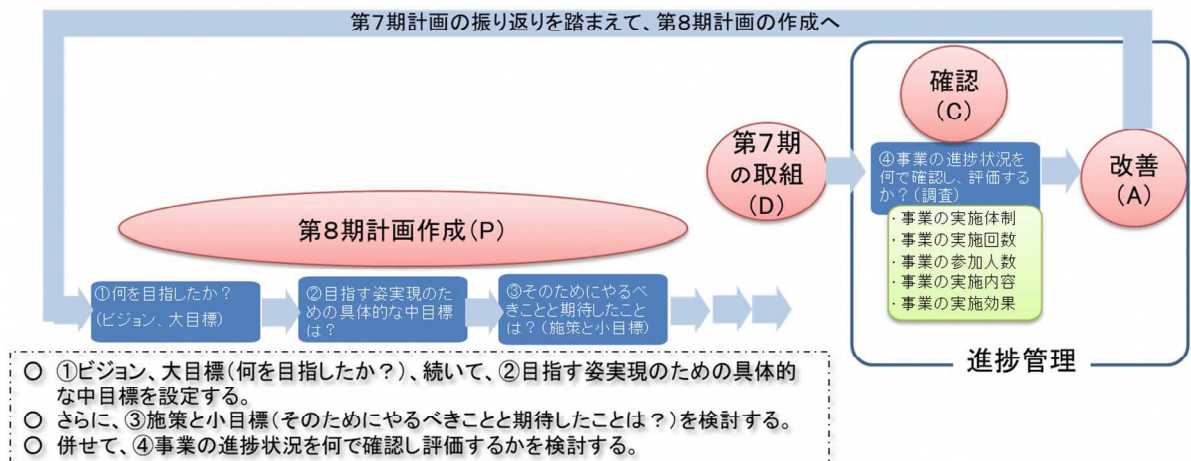 第7期計画の振り返りを踏まえて、第8期計画の作成へ
確認
(C)
第7期
の取組
(D)
④事業の進捗状況を
何で確認し、評価する
か?(調査)
改善
(A)
・事業の実施体制
・事業の実施回数
・事業の参加人数
・事業の実施内容
・事業の実施効果
進捗管理
第8期計画作成(P)
①何を目指したか?
(ビジョン、大目標)
②目指す姿実現のた
めの具体的な中目標
は?
③そのためにやるべ
きことと期待したこと
は?(施策と小目標)
○ ①ビジョン、大目標(何を目指したか?)、続いて、②目指す姿実現のための具体的
な中目標を設定する。
○ さらに、③施策と小目標(そのためにやるべきことと期待したことは?)を検討する。
○ 併せて、④事業の進捗状況を何で確認し評価するかを検討する。